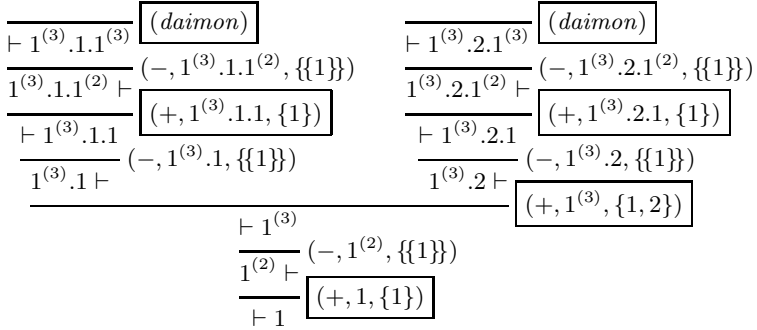 (daimon) (daimon)
⊢ 1^{(3)}.1.1^{(3)} ⊢ 1^{(3)}.2.1^{(3)}
(−, 1^{(3)}.1.1^{(2)}, {{1}}) (−, 1^{(3)}.2.1^{(2)}, {{1}})
1^{(3)}.1.1^{(2)} ⊢ 1^{(3)}.2.1^{(2)} ⊢
(+, 1^{(3)}.1.1, {1}) (+, 1^{(3)}.2.1, {1})
⊢ 1^{(3)}.1.1 ⊢ 1^{(3)}.2.1
(−, 1^{(3)}.1, {{1}}) (−, 1^{(3)}.2, {{1}})
1^{(3)}.1 ⊢ 1^{(3)}.2 ⊢
(+, 1^{(3)}, {1, 2})
⊢ 1^{(3)}
(−, 1^{(2)}, {{1}})
1^{(2)} ⊢
(+, 1, {1})
⊢ 1